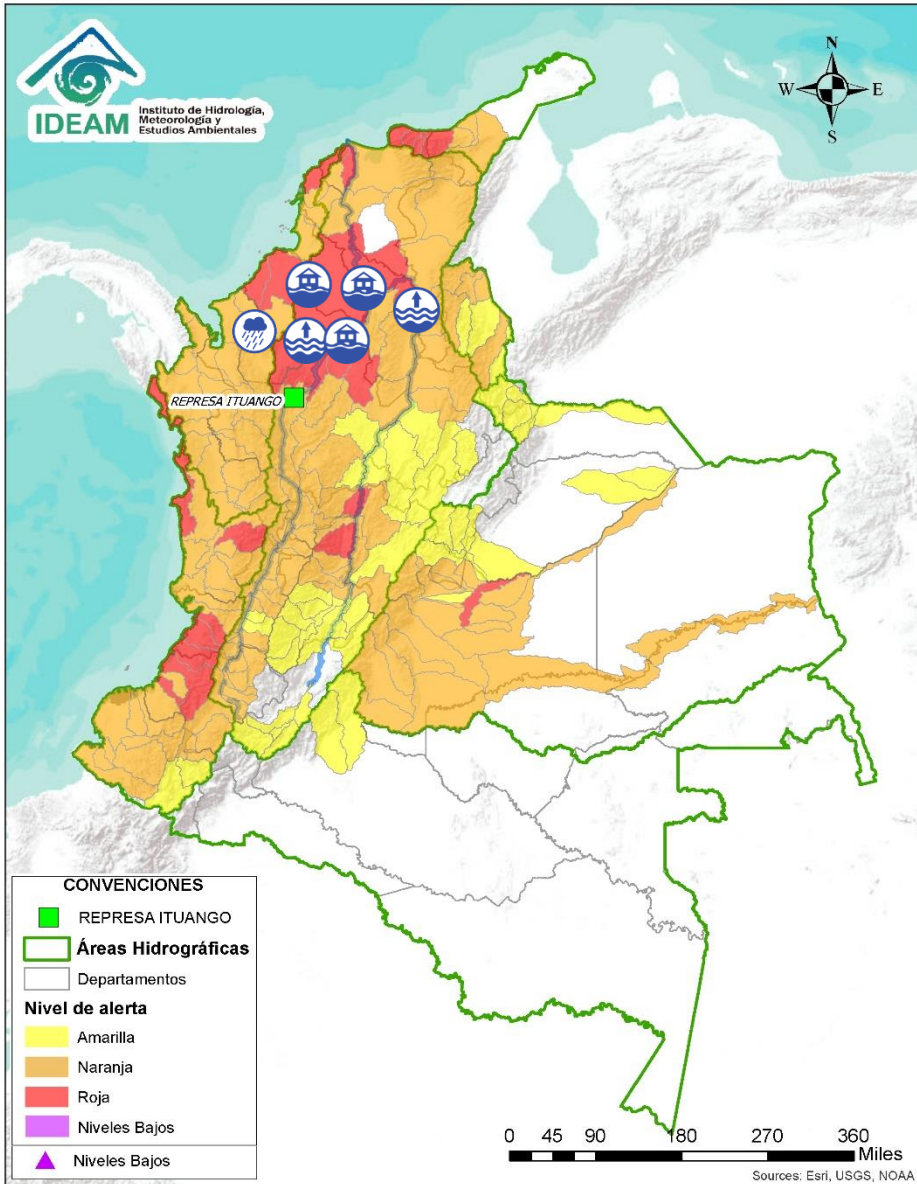 IDEAM
Instituto de Hidrología,
Meteorología y
Estudios Ambientales
N
W
E
S
REPRESA ITUANGO
CONVENCIONES
REPRESA ITUANGO
Áreas Hidrográficas
Departamentos
Nivel de alerta
Amarilla
Naranja
Roja
Niveles Bajos
Niveles Bajos
0 45 90 180 270 360
Miles
Sources: Esri, USGS, NOAA